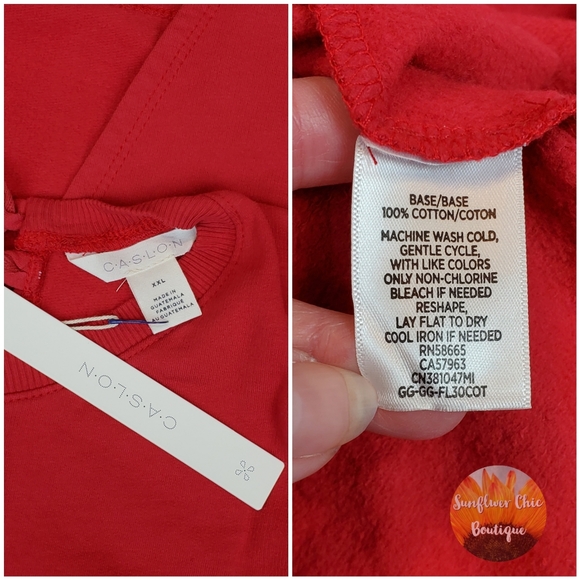 C·A·S·L·O·N
XXL
MADE IN
GUATEMALA
FABRIQUÉ
AU GUATEMALA
C·A·S·L·O·N
BASE/BASE
100% COTTON/COTON
MACHINE WASH COLD,
GENTLE CYCLE,
WITH LIKE COLORS
ONLY NON-CHLORINE
BLEACH IF NEEDED
RESHAPE,
LAY FLAT TO DRY
COOL IRON IF NEEDED
RN58665
CA57963
CN381047MI
GG-GG-FL30COT
Sunflower Chic
Boutique